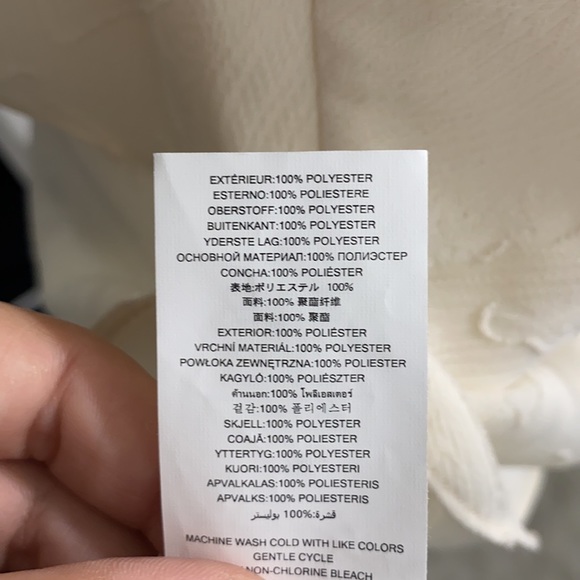 EXTÉRIEUR:100% POLYESTER
ESTERNO:100% POLIESTERE
OBERSTOFF:100% POLYESTER
BUITENKANT:100% POLYESTER
YDERSTE LAG:100% POLYESTER
ОСНОВНОЙ МАТЕРИАЛ:100% ПОЛИЭСТЕР
CONCHA:100% POLIÉSTER
表地:ポリエステル 100%
面料:100% 聚酯纤维
面料:100% 聚酯
EXTERIOR:100% POLIÉSTER
VRCHNÍ MATERIÁL:100% POLYESTER
POWŁOKA ZEWNĘTRZNA:100% POLIESTER
KAGYLÓ:100% POLIÉSZTER
ด้านนอก:100% โพลีเอสเตอร์
겉감:100% 폴리에스터
SKJELL:100% POLYESTER
COAJĂ:100% POLIESTER
YTTERTYG:100% POLYESTER
KUORI:100% POLYESTERI
APVALKALAS:100% POLIESTERIS
APVALKS:100% POLIESTERIS
قشرة:100% بوليستر
MACHINE WASH COLD WITH LIKE COLORS
GENTLE CYCLE
NON-CHLORINE BLEACH